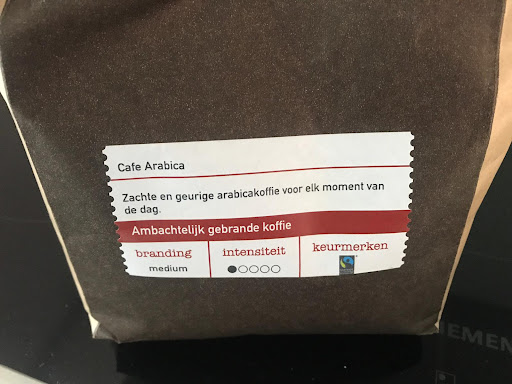 Cafe Arabica
Zachte en geurige arabicakoffie voor elk moment van
de dag.
Ambachtelijk gebrande koffie
branding intensiteit keurmerken
medium
EMEN